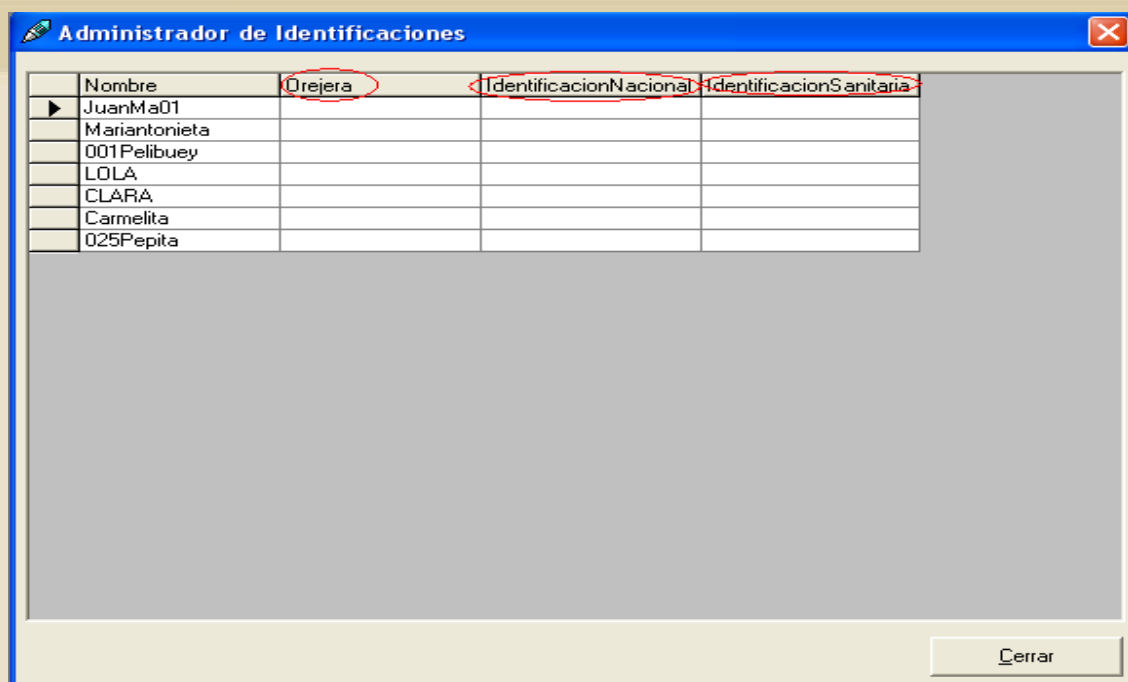 Administrador de Identificaciones
Nombre Orejera IdentificacionNacional IdentificacionSanitaria
JuanMa01
Mariantonieta
001Pelibuey
LOLA
CLARA
Carmelita
025Pepita
Cerrar